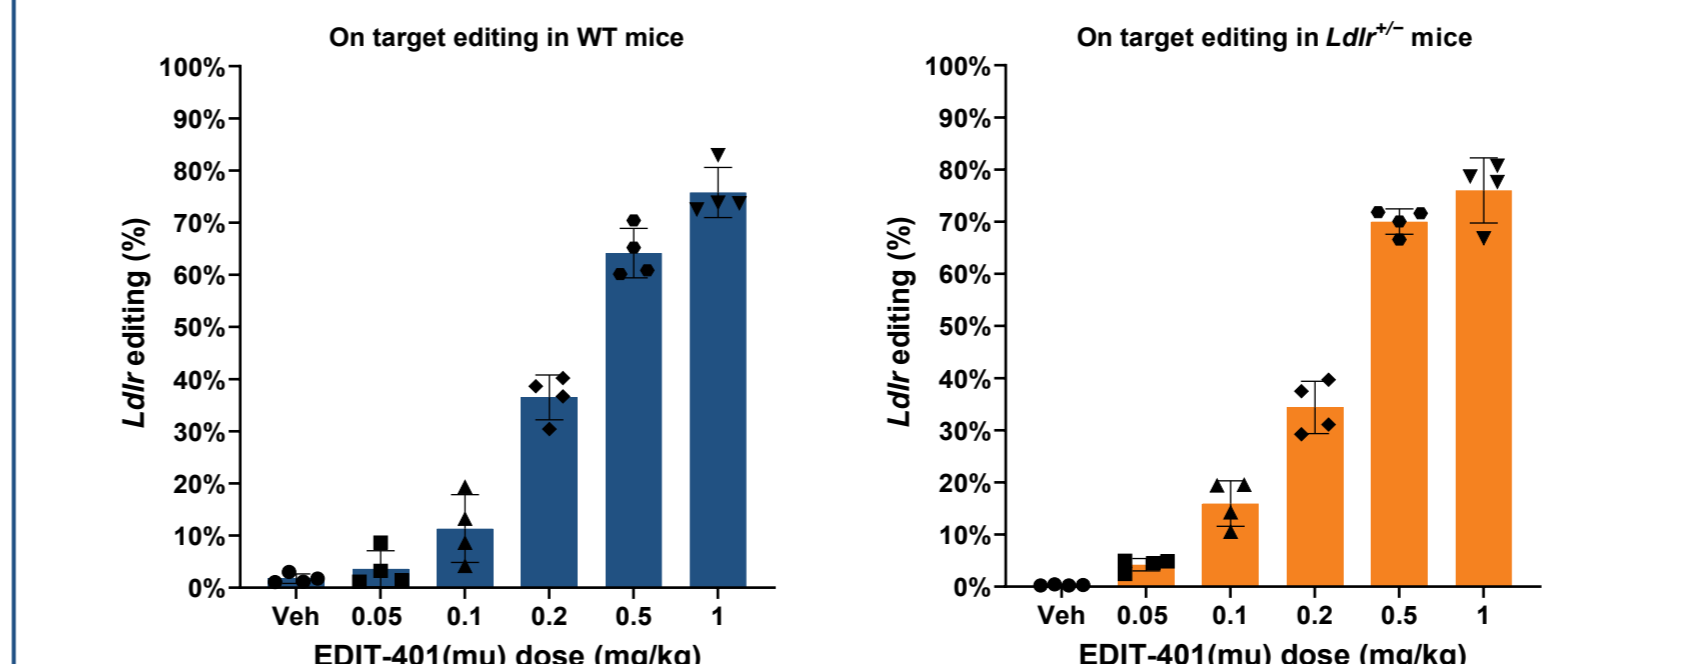 On target editing in WT mice
100%
90%
80%
70%
60%
50%
40%
30%
20%
10%
0%
Ldlr editing (%)
Veh 0.05 0.1 0.2 0.5 1
EDIT-401(mu) dose (mg/kg)
On target editing in Ldlr+/− mice
100%
90%
80%
70%
60%
50%
40%
30%
20%
10%
0%
Ldlr editing (%)
Veh 0.05 0.1 0.2 0.5 1
EDIT-401(mu) dose (mg/kg)